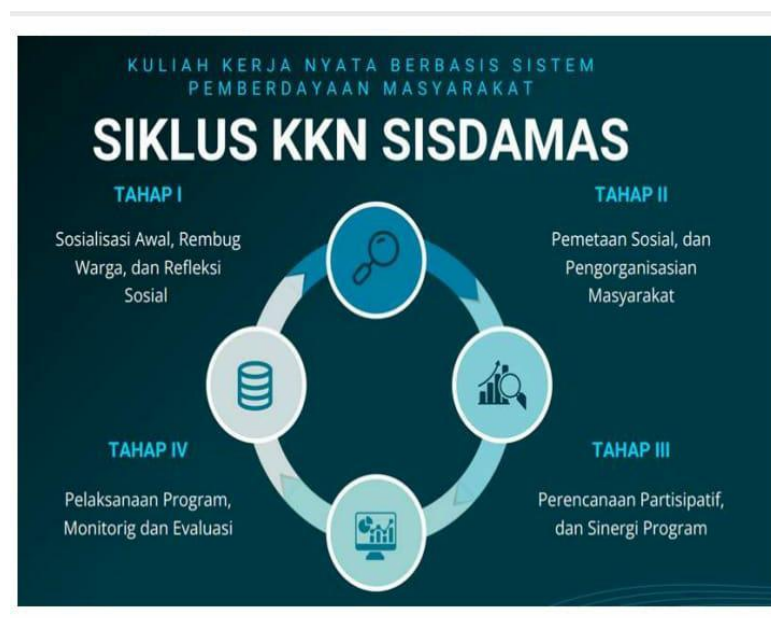 KULIAH KERJA NYATA BERBASIS SISTEM
PEMBERDAYAAN MASYARAKAT
SIKLUS KKN SISDAMAS
TAHAP I
Sosialisasi Awal, Rembug
Warga, dan Refleksi
Sosial
TAHAP II
Pemetaan Sosial, dan
Pengorganisasian
Masyarakat
TAHAP III
Perencanaan Partisipatif,
dan Sinergi Program
TAHAP IV
Pelaksanaan Program,
Monitorig dan Evaluasi